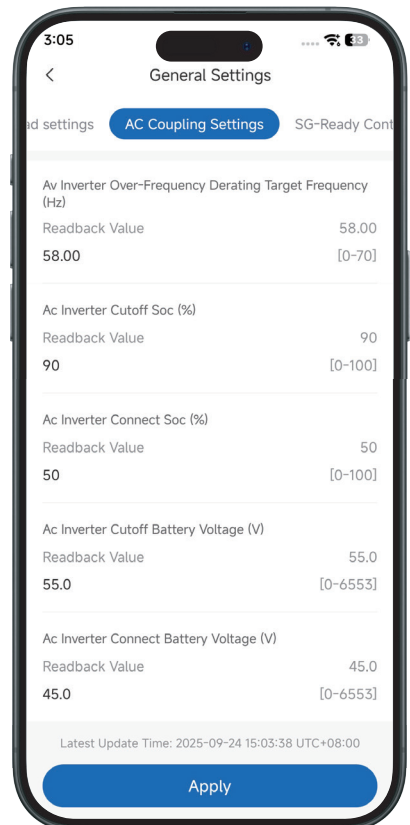 3:05
33
General Settings
ad settings
AC Coupling Settings
SG-Ready Cont
Av Inverter Over-Frequency Derating Target Frequency
(Hz)
Readback Value 58.00
58.00 [0-70]
Ac Inverter Cutoff Soc (%)
Readback Value 90
90 [0-100]
Ac Inverter Connect Soc (%)
Readback Value 50
50 [0-100]
Ac Inverter Cutoff Battery Voltage (V)
Readback Value 55.0
55.0 [0-6553]
Ac Inverter Connect Battery Voltage (V)
Readback Value 45.0
45.0 [0-6553]
Latest Update Time: 2025-09-24 15:03:38 UTC+08:00
Apply